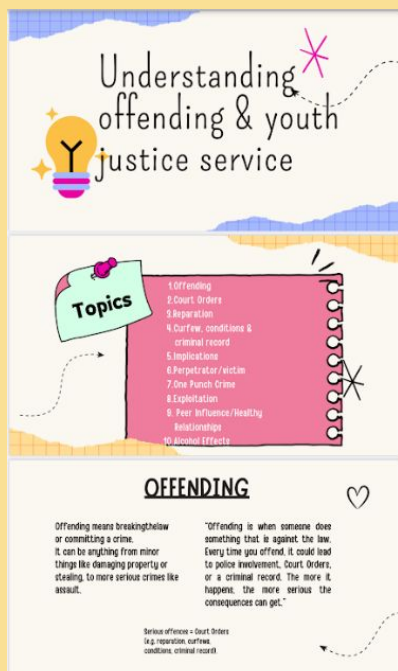 Understanding
offending & youth
justice service
Topics
1.Offending
2.Court Orders
3.Reparation
4.Curfew, conditions &
criminal record
5.Implications
6.Perpetrator/victim
7.One Punch Crime
8.Exploitation
9. Peer Influence/Healthy
Relationships
10.Alcohol Effects
OFFENDING
Offending means breakingthelaw
or committing a crime.
It can be anything from minor
things like damaging property or
stealing, to more serious crimes like
assault.
"Offending is when someone does
something that is against the law.
Every time you offend, it could lead
to police involvement, Court Orders,
or a criminal record. The more it
happens, the more serious the
consequences can get."
Serious offences = Court Orders
(e.g. reparation, curfews,
conditions, criminal record).